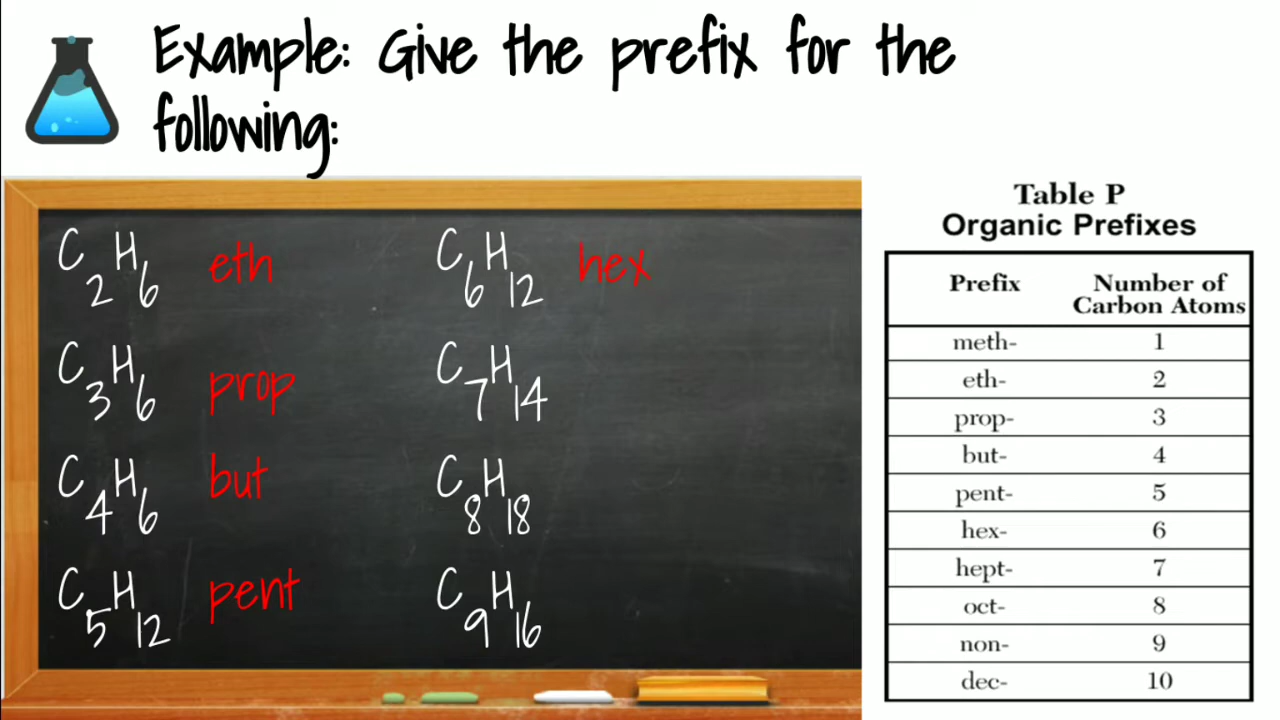 Example: Give the prefix for the
following:
C2H6 eth
C3H6 prop
C4H6 but
C5H12 pent
C6H12 hex
C7H14
C8H18
C9H16
Table P
Organic Prefixes
Prefix Number of
Carbon Atoms
meth- 1
eth- 2
prop- 3
but- 4
pent- 5
hex- 6
hept- 7
oct- 8
non- 9
dec- 10